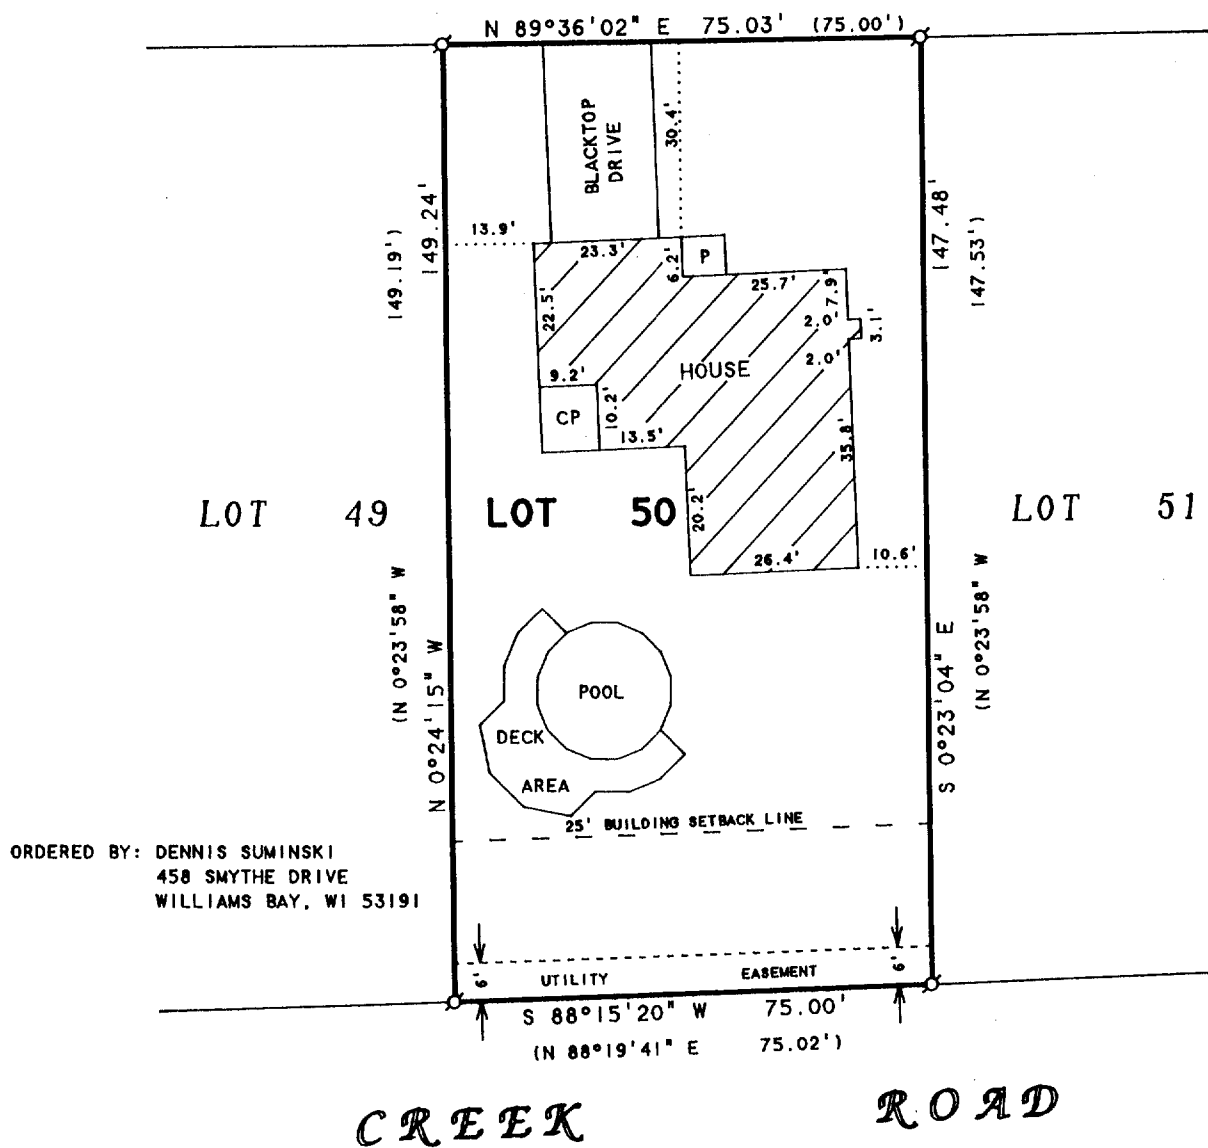 N 89°36'02" E 75.03' (75.00')
BLACKTOP
DRIVE
30.4'
149.24'
(149.19')
147.48'
(147.53')
13.9'
23.3'
6.2'
P
25.7'
7.9'
22.5'
2.0'
3.1'
2.0'
9.2'
HOUSE
CP
10.2'
13.5'
35.8'
LOT 49
LOT 50
20.2'
LOT 51
26.4'
10.6'
(N 0°23'58" W
N 0°24'15" W
S 0°23'04" E
(N 0°23'58" W
POOL
DECK
AREA
25' BUILDING SETBACK LINE
ORDERED BY: DENNIS SUMINSKI
458 SMYTHE DRIVE
WILLIAMS BAY, WI 53191
6'
UTILITY EASEMENT
6'
S 88°15'20" W 75.00'
(N 88°19'41" E 75.02')
CREEK ROAD